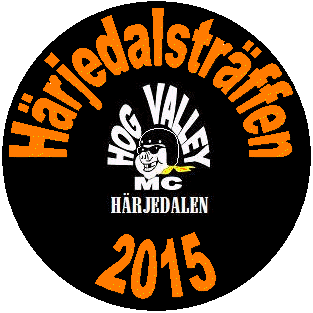 Härjedalsträffen
HOG VALLEY
MC
HÄRJEDALEN
2015